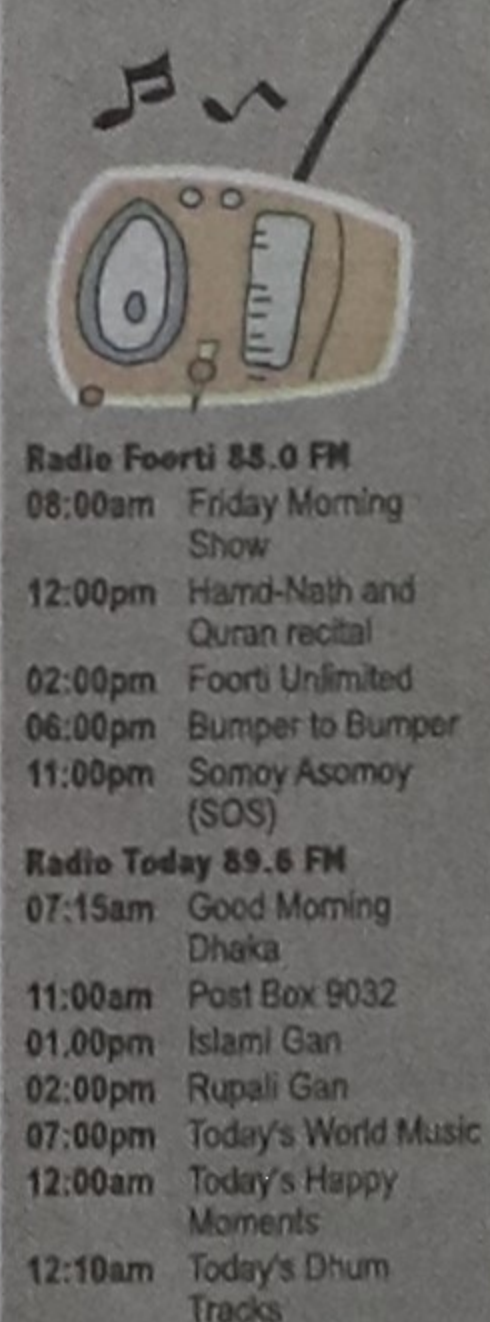 Radio Foorti 88.0 FM
08:00am Friday Morning
Show
12:00pm Hamd-Nath and
Quran recital
02:00pm Foorti Unlimited
06:00pm Bumper to Bumper
11:00pm Somoy Asomoy
(SOS)
Radio Today 89.6 FM
07:15am Good Morning
Dhaka
11:00am Post Box 9032
01.00pm Islami Gan
02:00pm Rupali Gan
07:00pm Today's World Music
12:00am Today's Happy
Moments
12:10am Today's Dhum
Tracks